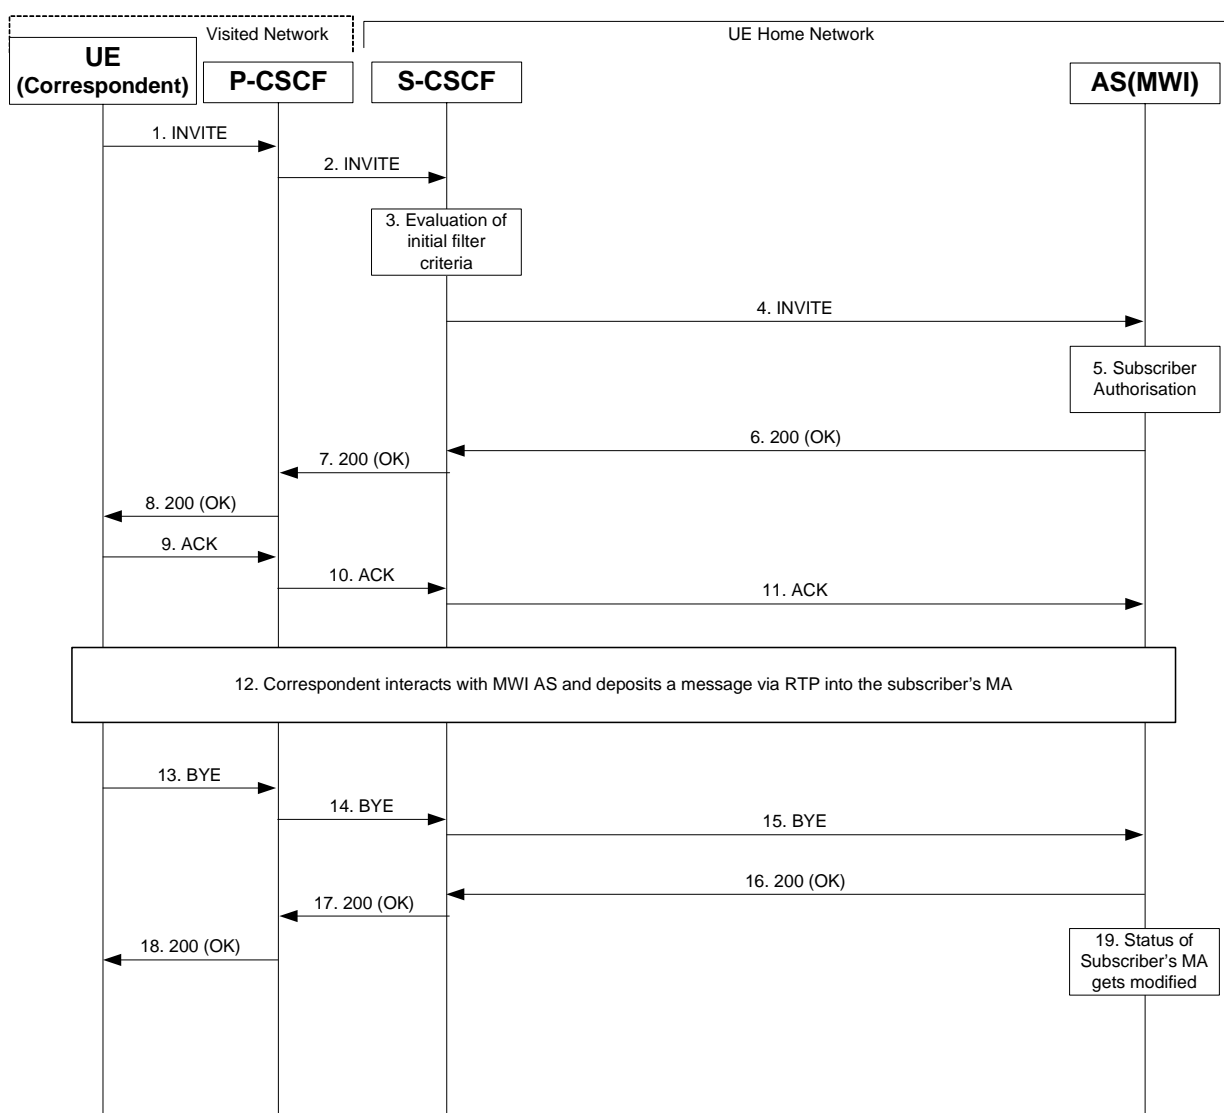 Visited Network
UE Home Network
UE
(Correspondent)
P-CSCF
S-CSCF
AS(MWI)
1. INVITE
2. INVITE
3. Evaluation of
initial filter
criteria
4. INVITE
5. Subscriber
Authorisation
6. 200 (OK)
7. 200 (OK)
8. 200 (OK)
9. ACK
10. ACK
11. ACK
12. Correspondent interacts with MWI AS and deposits a message via RTP into the subscriber’s MA
13. BYE
14. BYE
15. BYE
16. 200 (OK)
17. 200 (OK)
18. 200 (OK)
19. Status of
Subscriber’s MA
gets modified